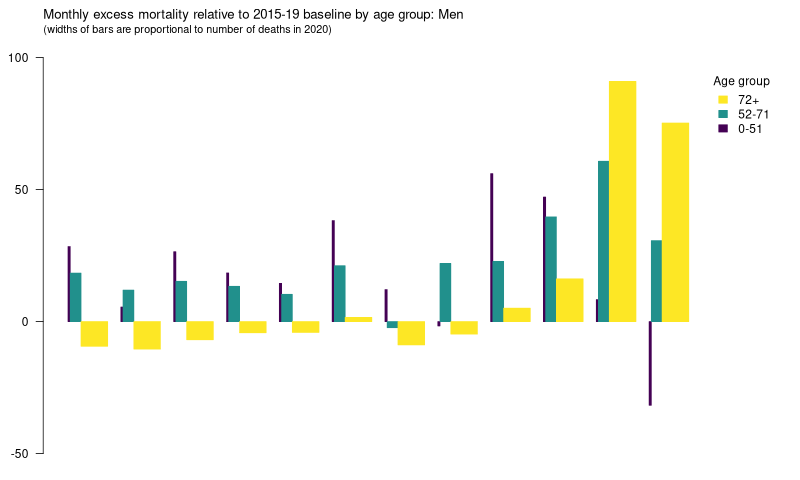 Monthly excess mortality relative to 2015-19 baseline by age group: Men
(widths of bars are proportional to number of deaths in 2020)
100
50
0
-50
Age group
72+
52-71
0-51